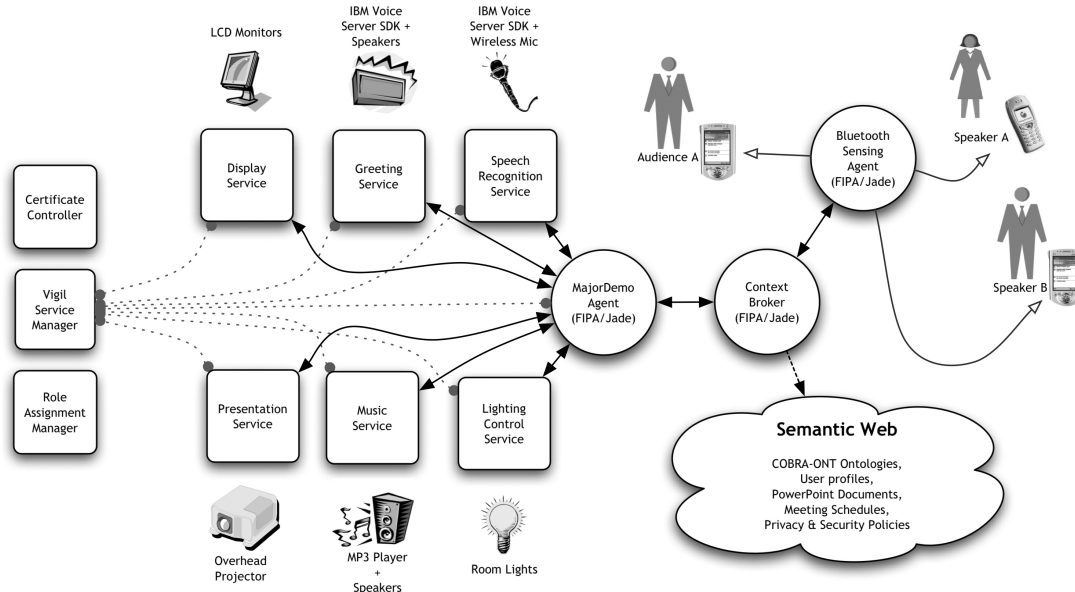 LCD Monitors
IBM Voice
Server SDK +
Speakers
IBM Voice
Server SDK +
Wireless Mic
Display
Service
Greeting
Service
Speech
Recognition
Service
Audience A
Bluetooth
Sensing
Agent
(FIPA/Jade)
Speaker A
Certificate
Controller
Vigil
Service
Manager
Role
Assignment
Manager
MajorDemo
Agent
(FIPA/Jade)
Context
Broker
(FIPA/Jade)
Speaker B
Presentation
Service
Music
Service
Lighting
Control
Service
Semantic Web
COBRA-ONT Ontologies,
User profiles,
PowerPoint Documents,
Meeting Schedules,
Privacy & Security Policies
Overhead
Projector
MP3 Player
+
Speakers
Room Lights